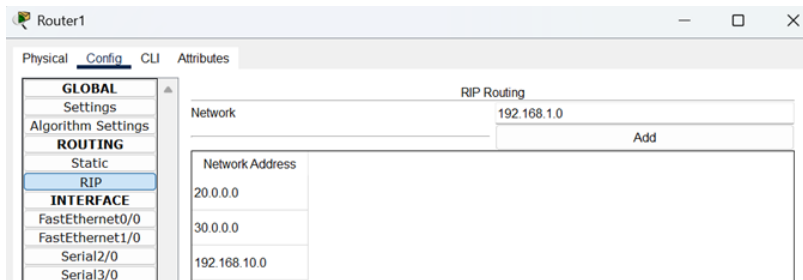 Router1
Physical Config CLI Attributes
GLOBAL
Settings
Algorithm Settings
ROUTING
Static
RIP
INTERFACE
FastEthernet0/0
FastEthernet1/0
Serial2/0
Serial3/0
RIP Routing
Network 192.168.1.0
Add
Network Address
20.0.0.0
30.0.0.0
192.168.10.0